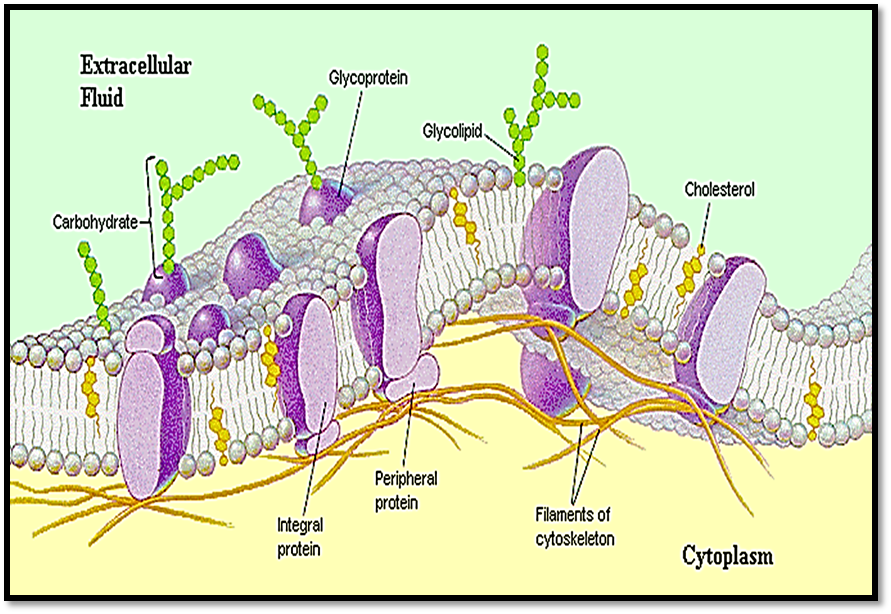 Extracellular
Fluid
Glycoprotein
Glycolipid
Cholesterol
Carbohydrate
Peripheral
protein
Integral
protein
Filaments of
cytoskeleton
Cytoplasm